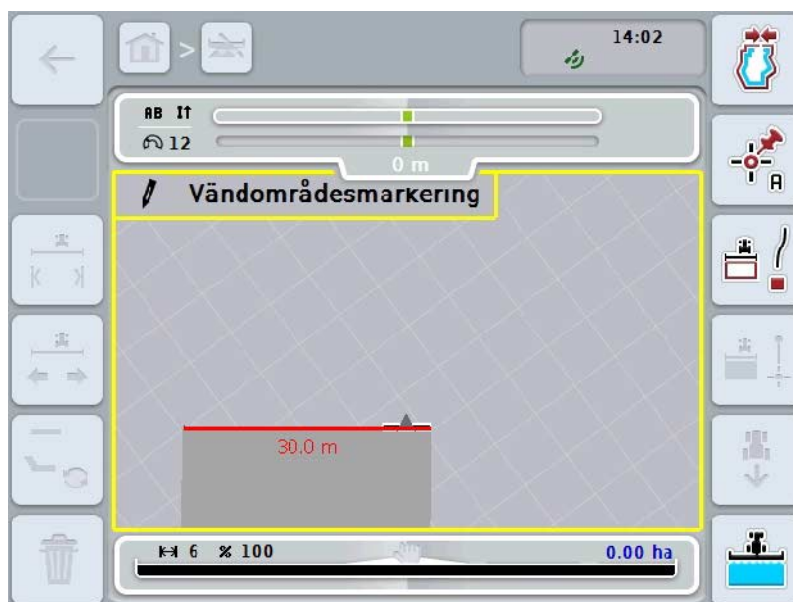 >
14:02
AB
12
0 m
A
Vändområdesmarkering
30.0 m
6 % 100
0.00 ha